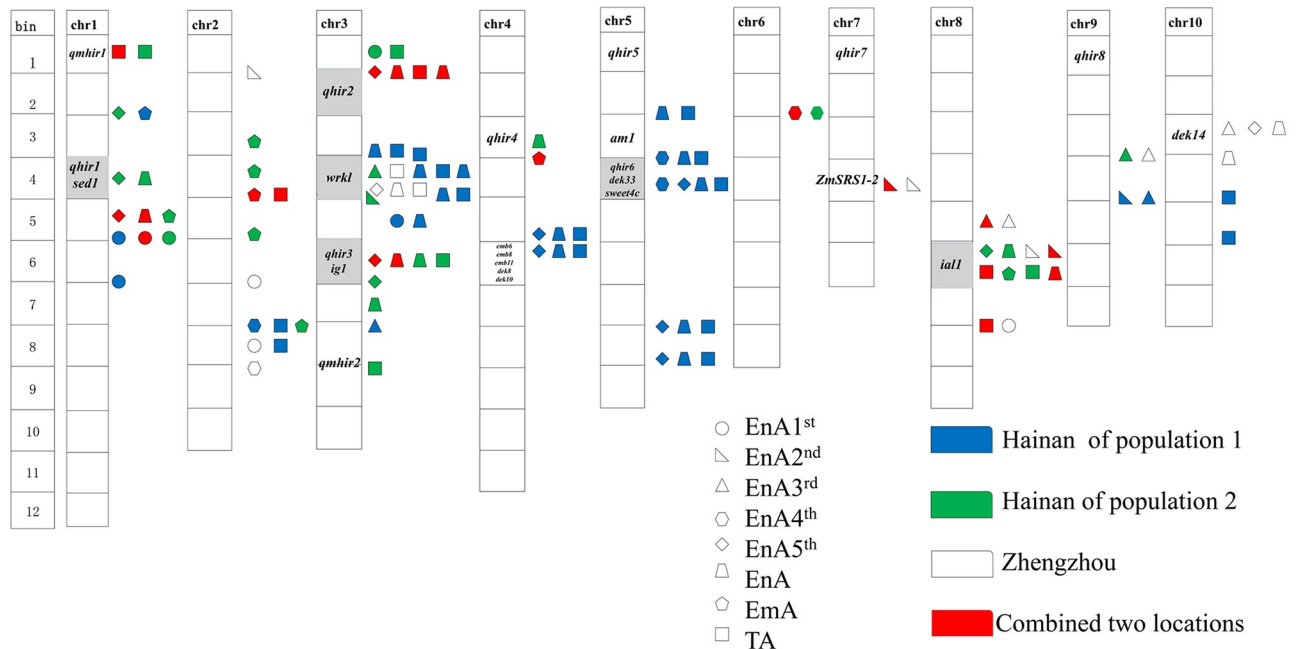 bin chr1 chr2 chr3 chr4 chr5 chr6 chr7 chr8 chr9 chr10
1 qmhir1 qhir5 qhir7 qhir8
2 qhir2
3 qhir4 am1 dek14
4 qhir1 sed1 wrkl qhir6 dek33 sweet4c ZmSRS1-2
5
6 qhir3 ig1 emb6 emb8 emb11 dek8 dek10 ial1
7
8 qmhir2
9
10
11
12
EnA1st
EnA2nd
EnA3rd
EnA4th
EnA5th
EnA
EmA
TA
Hainan of population 1
Hainan of population 2
Zhengzhou
Combined two locations